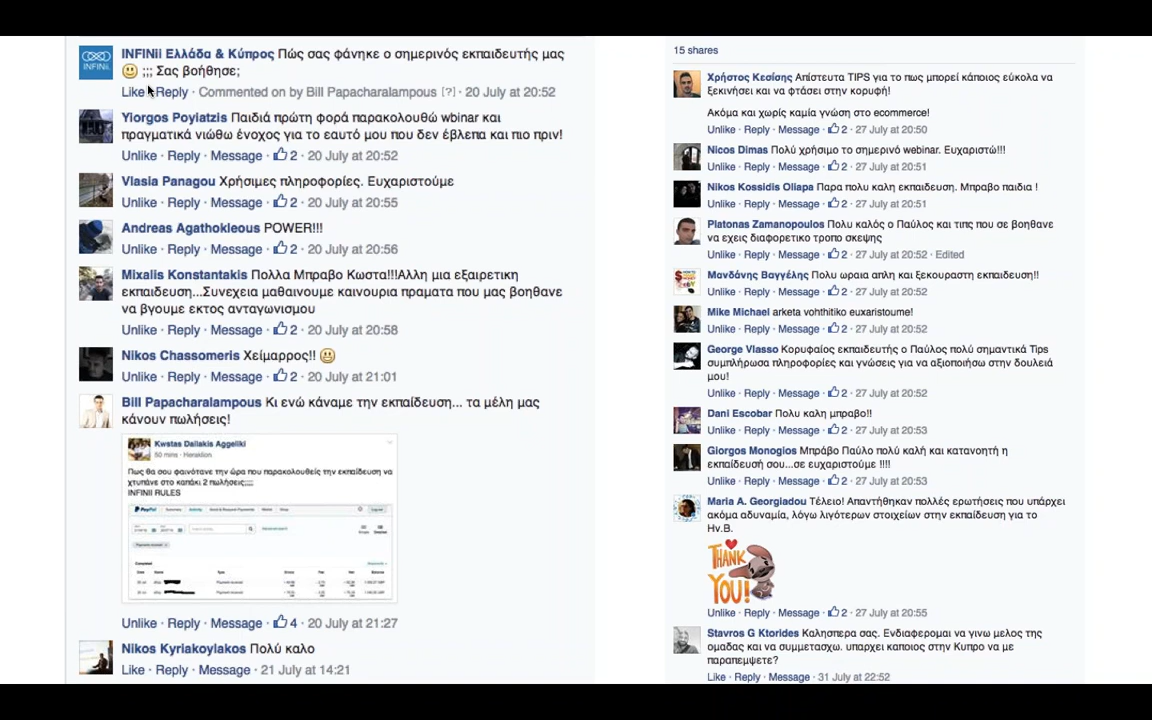 INFINii Ελλάδα & Κύπρος Πώς σας φάνηκε ο σημερινός εκπαιδευτής μας
;;; Σας βοήθησε;
Like · Reply · Commented on by Bill Papacharalampous [?] · 20 July at 20:52
Yiorgos Poyiatzis Παιδιά πρώτη φορά παρακολουθώ wbinar και
πραγματικά νιώθω ένοχος για το εαυτό μου που δεν έβλεπα και πιο πριν!
Unlike · Reply · Message · 2 · 20 July at 20:52
Vlasia Panagou Χρήσιμες πληροφορίες. Ευχαριστούμε
Unlike · Reply · Message · 2 · 20 July at 20:55
Andreas Agathokleous POWER!!!
Unlike · Reply · Message · 2 · 20 July at 20:56
Mixalis Konstantakis Πολλα Μπραβο Κωστα!!!Αλλη μια εξαιρετικη
εκπαιδευση...Συνεχεια μαθαινουμε καινουρια πραματα που μας βοηθανε
να βγουμε εκτος ανταγωνισμου
Unlike · Reply · Message · 2 · 20 July at 20:58
Nikos Chassomeris Χείμαρρος!!
Unlike · Reply · Message · 2 · 20 July at 21:01
Bill Papacharalampous Κι ενώ κάναμε την εκπαίδευση... τα μέλη μας
κάνουν πωλήσεις!
Kwstas Dailakis Aggeliki
50 mins · Heraklion
Πως θα σου φαινότανε την ώρα που παρακολουθείς την εκπαίδευση να
χτυπάνε στο καπάκι 2 πωλήσεις;;;;
INFINII RULES
PayPal
Unlike · Reply · Message · 4 · 20 July at 21:27
Nikos Kyriakoylakos Πολύ καλο
Like · Reply · Message · 21 July at 14:21
15 shares
Χρήστος Κεσίσης Απίστευτα TIPS για το πως μπορεί κάποιος εύκολα να
ξεκινήσει και να φτάσει στην κορυφή!
Ακόμα και χωρίς καμία γνώση στο ecommerce!
Unlike · Reply · Message · 2 · 27 July at 20:50
Nicos Dimas Πολύ χρήσιμο το σημερινό webinar. Ευχαριστώ!!!
Unlike · Reply · Message · 2 · 27 July at 20:51
Nikos Kossidis Oliapa Παρα πολυ καλη εκπαιδευση. Μπραβο παιδια !
Unlike · Reply · Message · 2 · 27 July at 20:51
Platonas Zamanopoulos Πολυ καλός ο Παύλος και τιπς που σε βοηθανε
να εχεις διαφορετικο τροπο σκεψης
Unlike · Reply · Message · 2 · 27 July at 20:52 · Edited
Μανδάνης Βαγγέλης Πολυ ωραια απλη και ξεκουραστη εκπαιδευση!!
Unlike · Reply · Message · 2 · 27 July at 20:52
Mike Michael arketa vohthitiko euxaristoume!
Unlike · Reply · Message · 2 · 27 July at 20:52
George Vlasso Κορυφαίος εκπαιδευτής ο Παύλος πολύ σημαντικά Tips
συμπλήρωσα πληροφορίες και γνώσεις για να αξιοποιήσω στην δουλειά
μου!
Unlike · Reply · Message · 2 · 27 July at 20:52
Dani Escobar Πολυ καλη μπραβο!!
Unlike · Reply · Message · 2 · 27 July at 20:53
Giorgos Monogios Μπράβο Παύλο πολύ καλή και κατανοητή η
εκπαίδευσή σου...σε ευχαριστούμε !!!!
Unlike · Reply · Message · 2 · 27 July at 20:53
Maria A. Georgiadou Τέλειο! Απαντήθηκαν πολλές ερωτήσεις που υπάρχει
ακόμα αδυναμία, λόγω λιγότερων στοιχείων στην εκπαίδευση για το
Ην.Β.
THANK
YOU!
Unlike · Reply · Message · 2 · 27 July at 20:55
Stavros G Ktorides Καλησπερα σας. Ενδιαφερομαι να γινω μελος της
ομαδας και να συμμετασχω. υπαρχει καποιος στην Κυπρο να με
παραπεμψετε?
Like · Reply · Message · 31 July at 22:52